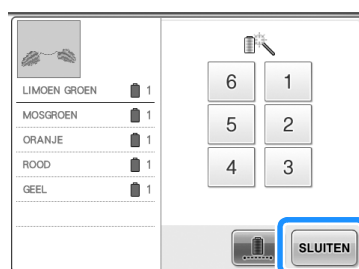 LIMOEN GROEN 1
MOSGROEN 1
ORANJE 1
ROOD 1
GEEL 1
6 1
5 2
4 3
SLUITEN